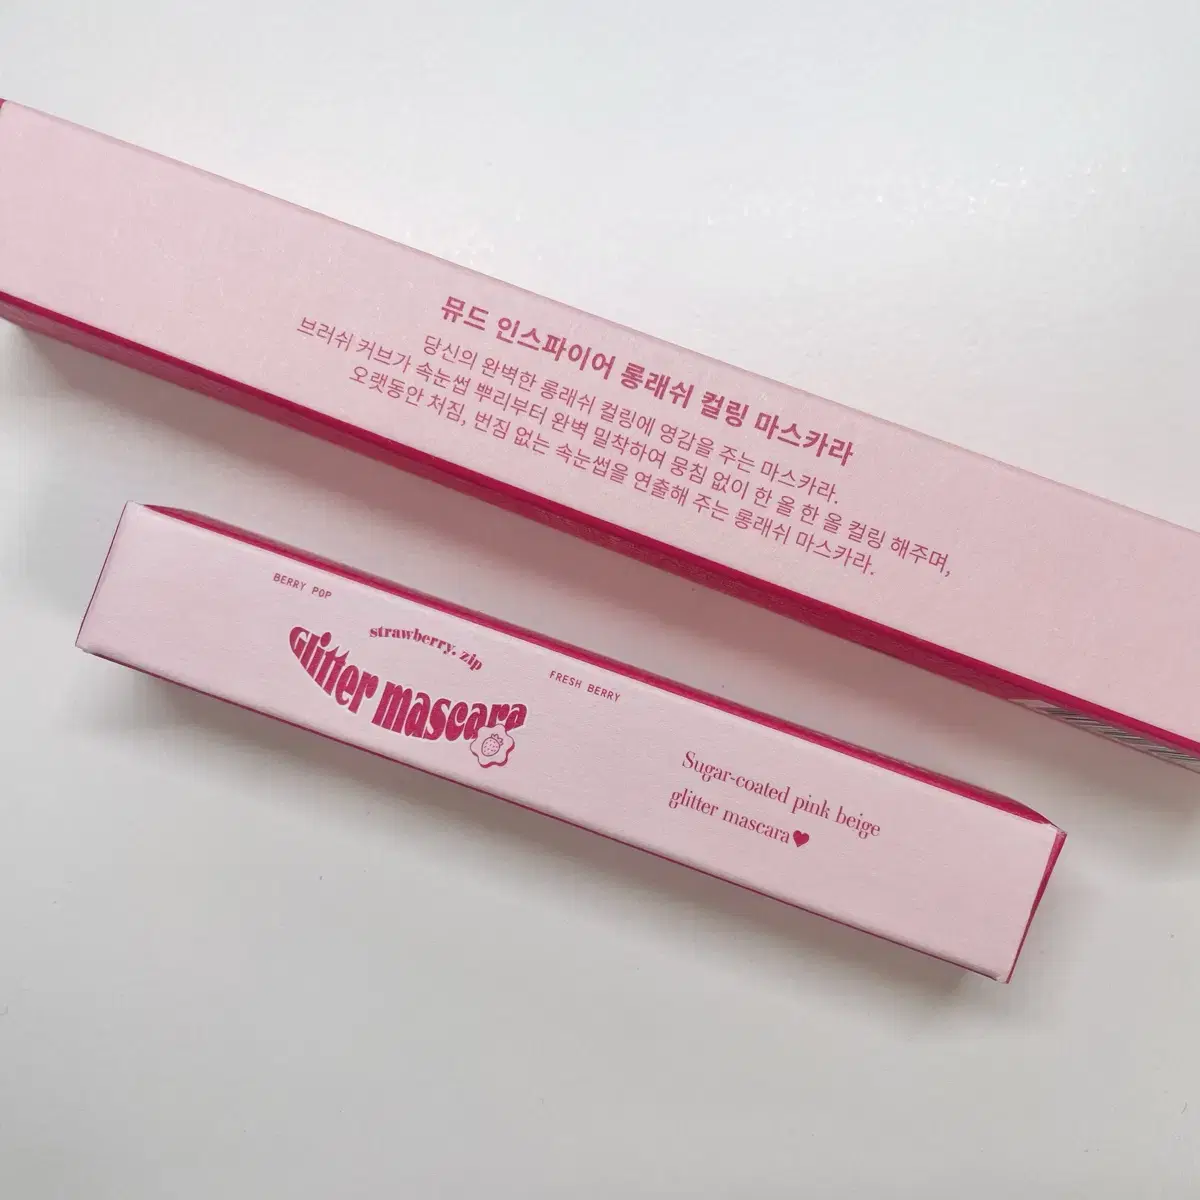 뮤드 인스파이어 롱래쉬 컬링 마스카라
당신의 완벽한 롱래쉬 컬링에 영감을 주는 마스카라.
브러쉬 커브가 속눈썹 뿌리부터 완벽 밀착하여 뭉침 없이 한 올 한 올 컬링 해주며,
오랫동안 처짐, 번짐 없는 속눈썹을 연출해 주는 롱래쉬 마스카라.
BERRY POP
strawberry. zip
Glitter mascara
FRESH BERRY
Sugar-coated pink beige
glitter mascara♥